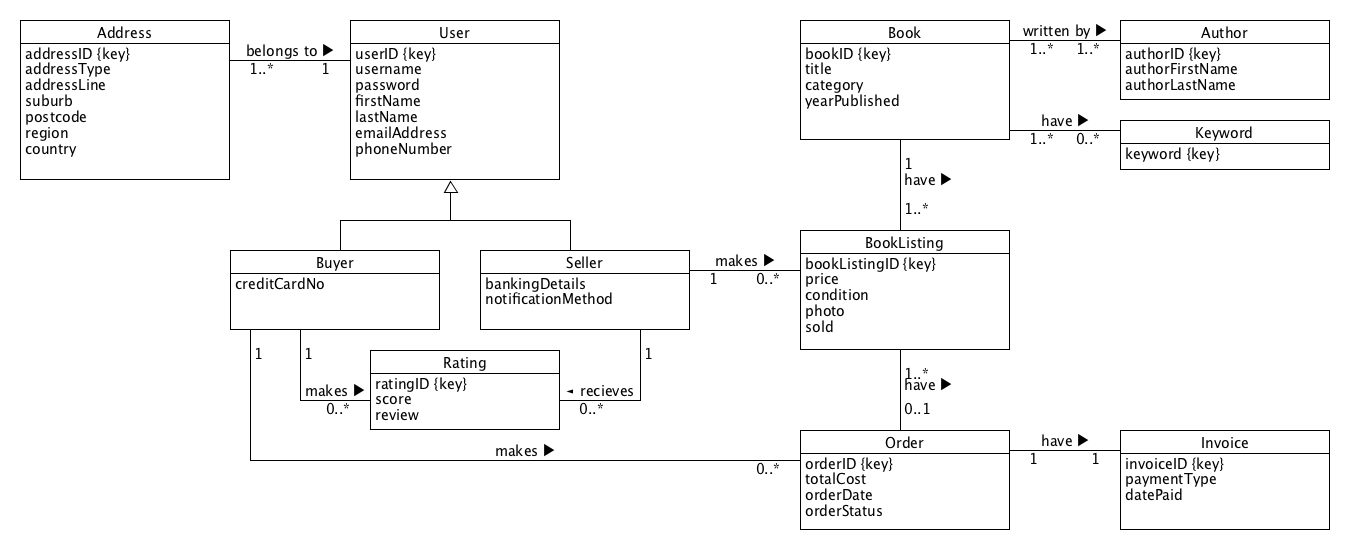 Address
addressID {key}
addressType
addressLine
suburb
postcode
region
country
belongs to ▶
1..* 1
User
userID {key}
username
password
firstName
lastName
emailAddress
phoneNumber
Book
bookID {key}
title
category
yearPublished
written by ▶
1..* 1..*
Author
authorID {key}
authorFirstName
authorLastName
have ▶
1..* 0..*
Keyword
keyword {key}
1
have ▶
1..*
Buyer
creditCardNo
Seller
bankingDetails
notificationMethod
makes ▶
1 0..*
BookListing
bookListingID {key}
price
condition
photo
sold
1
1
1
makes ▶
0..*
Rating
ratingID {key}
score
review
◄ recieves
0..*
1..*
have ▶
0..1
makes ▶
0..*
Order
orderID {key}
totalCost
orderDate
orderStatus
have ▶
1 1
Invoice
invoiceID {key}
paymentType
datePaid